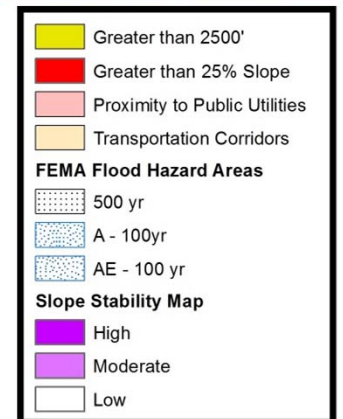 Greater than 2500'
Greater than 25% Slope
Proximity to Public Utilities
Transportation Corridors
FEMA Flood Hazard Areas
500 yr
A - 100yr
AE - 100 yr
Slope Stability Map
High
Moderate
Low